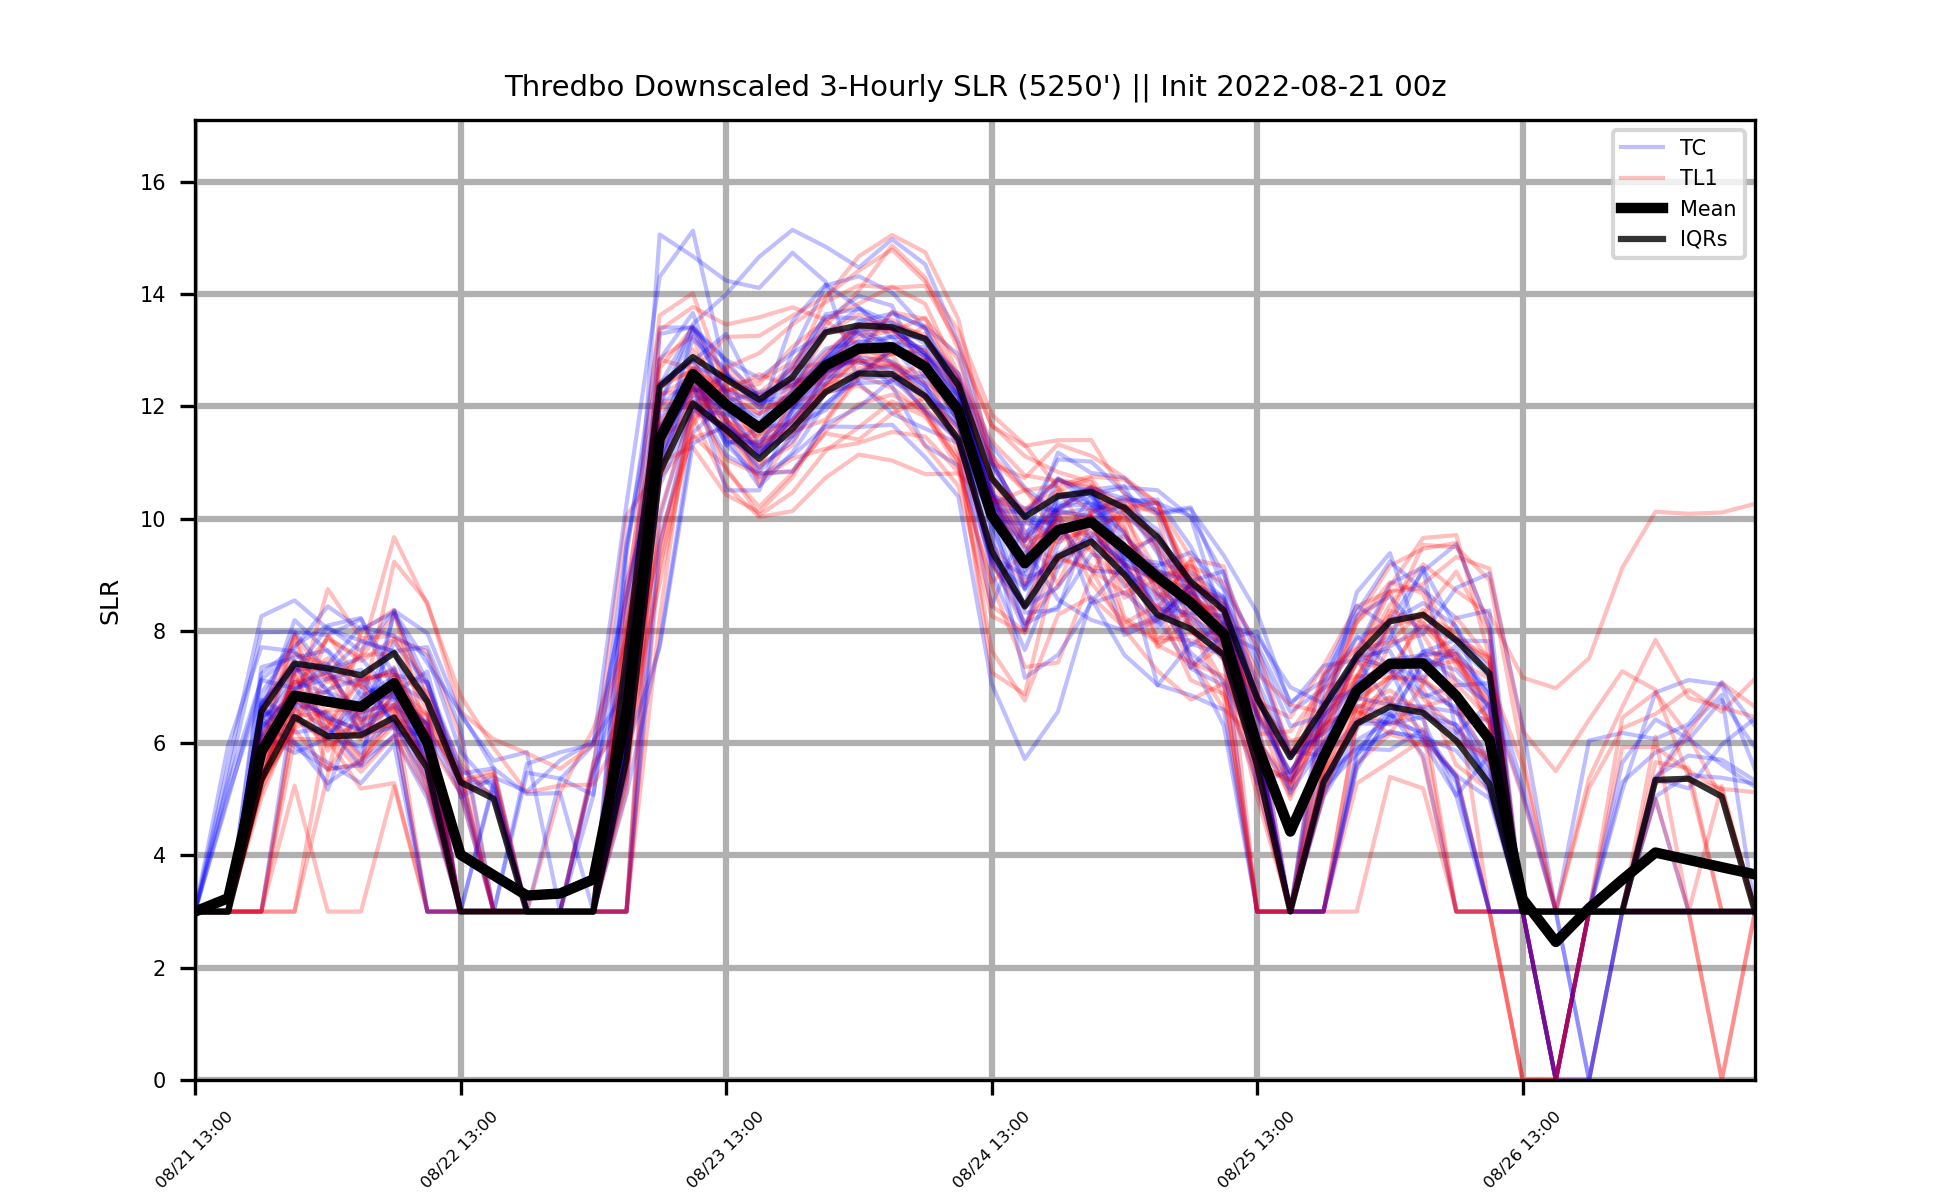 Thredbo Downscaled 3-Hourly SLR (5250') || Init 2022-08-21 00z
TC
TL1
Mean
IQRs
SLR
16
14
12
10
8
6
4
2
0
08/21 13:00
08/22 13:00
08/23 13:00
08/24 13:00
08/25 13:00
08/26 13:00